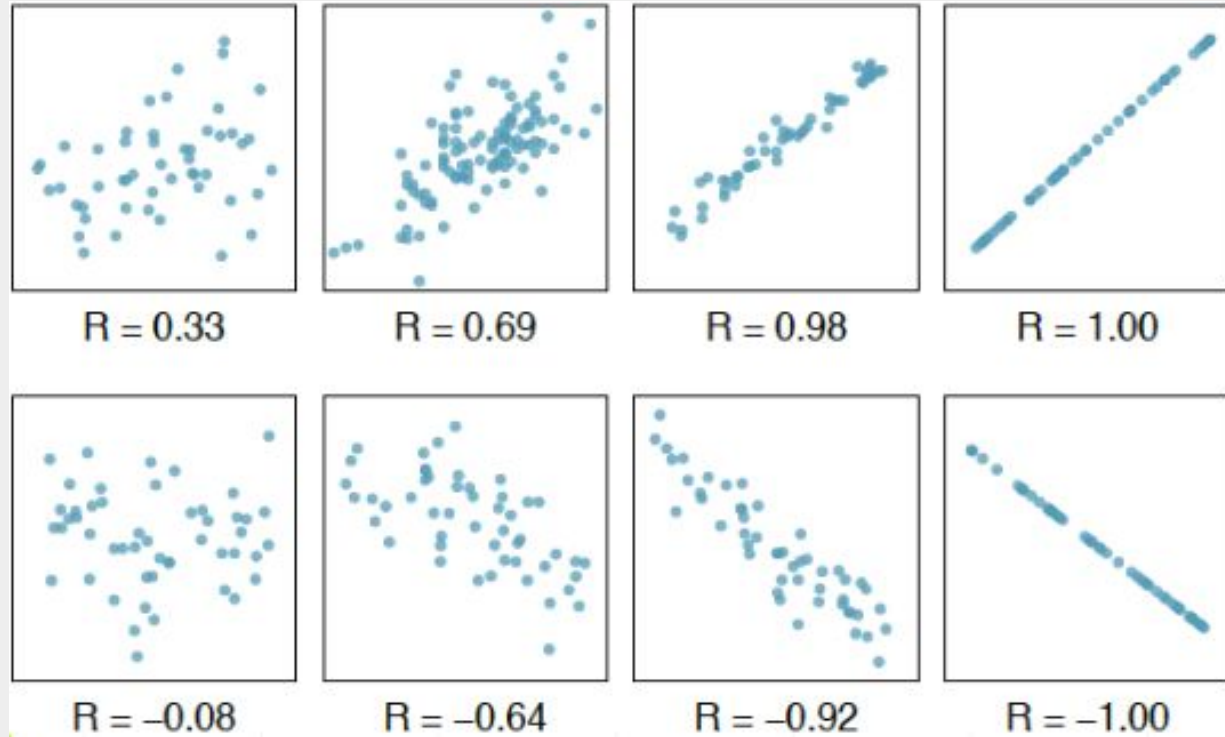 R = 0.33 R = 0.69 R = 0.98 R = 1.00
R = –0.08 R = –0.64 R = –0.92 R = –1.00